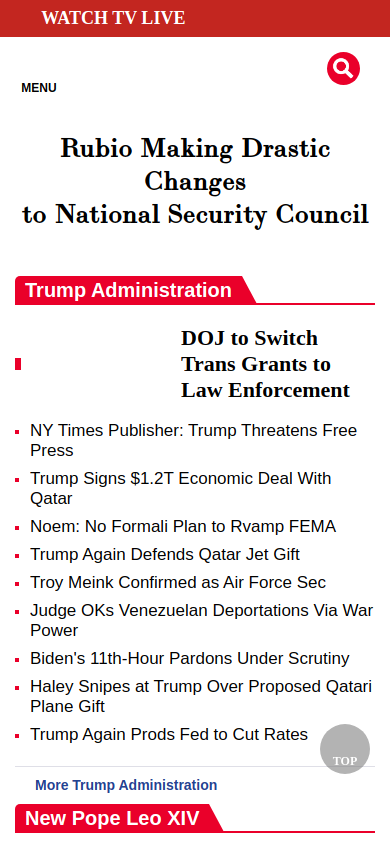 WATCH TV LIVE
MENU
Rubio Making Drastic
Changes
to National Security Council
Trump Administration
DOJ to Switch
Trans Grants to
Law Enforcement
NY Times Publisher: Trump Threatens Free
Press
Trump Signs $1.2T Economic Deal With
Qatar
Noem: No Formali Plan to Rvamp FEMA
Trump Again Defends Qatar Jet Gift
Troy Meink Confirmed as Air Force Sec
Judge OKs Venezuelan Deportations Via War
Power
Biden's 11th-Hour Pardons Under Scrutiny
Haley Snipes at Trump Over Proposed Qatari
Plane Gift
Trump Again Prods Fed to Cut Rates
TOP
More Trump Administration
New Pope Leo XIV